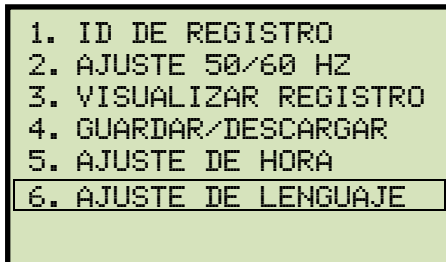 1. ID DE REGISTRO
2. AJUSTE 50/60 HZ
3. VISUALIZAR REGISTRO
4. GUARDAR/DESCARGAR
5. AJUSTE DE HORA
6. AJUSTE DE LENGUAJE